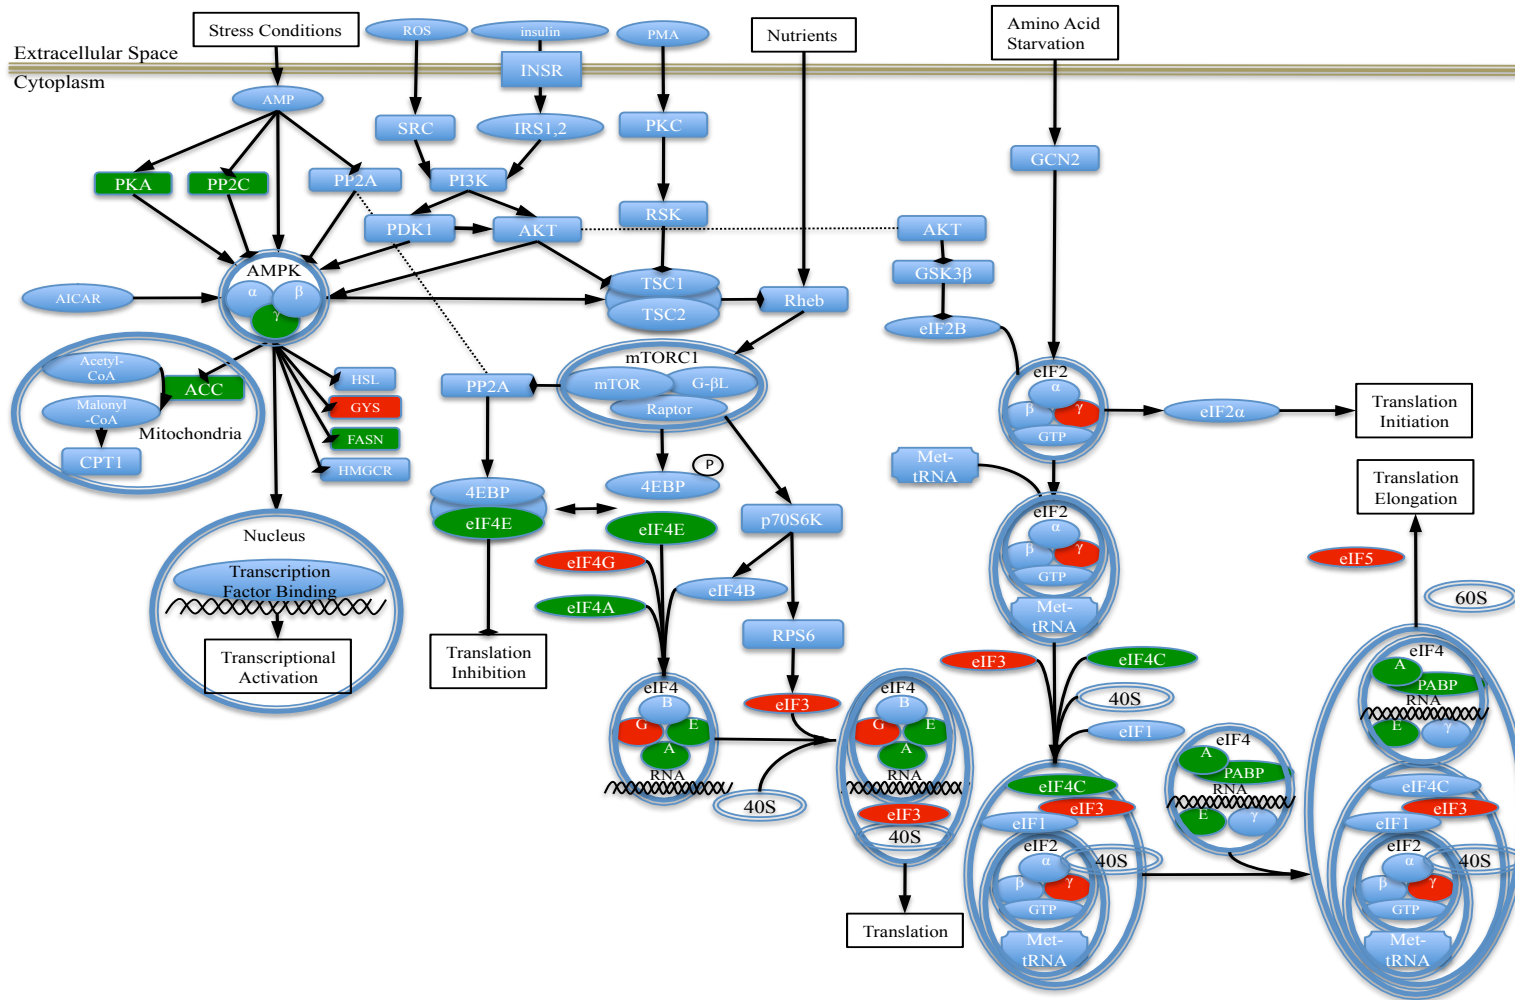 Stress Conditions
ROS
insulin
PMA
Nutrients
Amino Acid
Starvation
Extracellular Space
Cytoplasm
INSR
AMP
SRC
IRS1,2
PKC
GCN2
PKA
PP2C
PP2A
PI3K
RSK
PDK1
AKT
AKT
AMPK
α
β
γ
AICAR
TSC1
TSC2
Rheb
GSK3β
eIF2B
Acetyl-
CoA
ACC
Malonyl
-CoA
Mitochondria
CPT1
HSL
GYS
FASN
HMGCR
PP2A
mTORC1
mTOR
G-βL
Raptor
eIF2
α
β
γ
GTP
eIF2α
Translation
Initiation
Met-
tRNA
4EBP
eIF4E
4EBP
P
eIF4E
p70S6K
eIF2
α
β
γ
GTP
Met-
tRNA
Translation
Elongation
Nucleus
Transcription
Factor Binding
Transcriptional
Activation
eIF4G
eIF4A
eIF4B
RPS6
Translation
Inhibition
eIF5
60S
eIF3
eIF4C
40S
eIF1
eIF4
B
G
E
A
RNA
eIF3
40S
eIF4
B
G
E
A
RNA
eIF3
40S
Translation
eIF4C
eIF3
eIF1
eIF2
α
40S
β
γ
GTP
Met-
tRNA
eIF4
A
PABP
RNA
E
γ
eIF4
A
PABP
RNA
E
γ
eIF4C
eIF3
eIF1
eIF2
α
40S
β
γ
GTP
Met-
tRNA